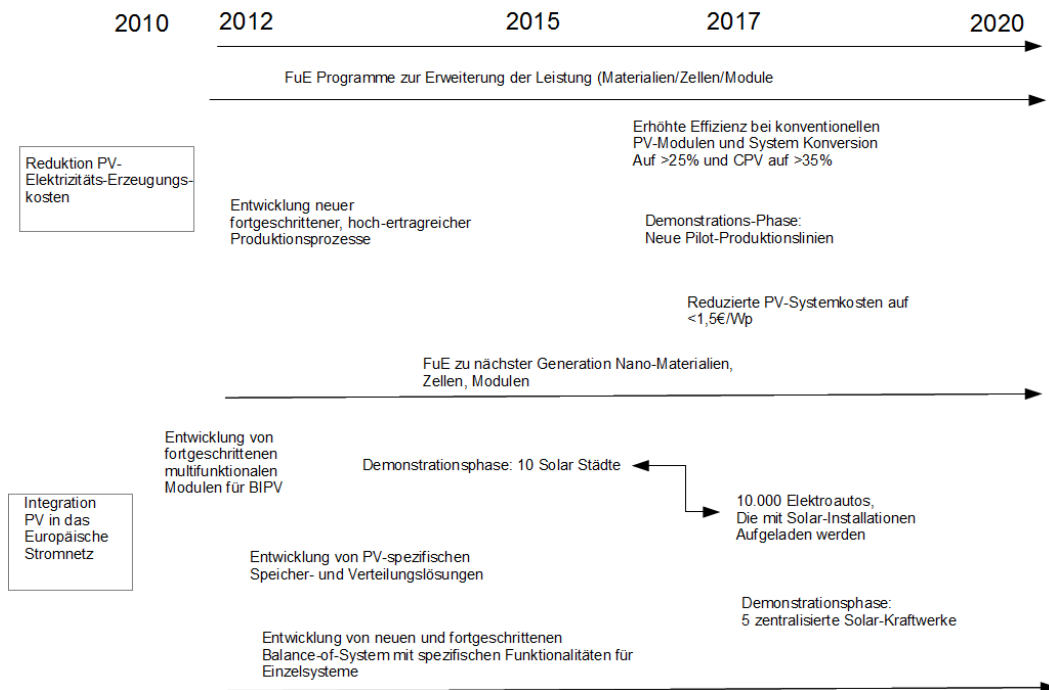 2010 2012 2015 2017 2020
FuE Programme zur Erweiterung der Leistung (Materialien/Zellen/Module
Erhöhte Effizienz bei konventionellen
PV-Modulen und System Konversion
Auf >25% und CPV auf >35%
Reduktion PV-
Elektrizitäts-Erzeugungs-
kosten
Entwicklung neuer
fortgeschrittener, hoch-ertragreicher
Produktionsprozesse
Demonstrations-Phase:
Neue Pilot-Produktionslinien
Reduzierte PV-Systemkosten auf
<1,5€/Wp
FuE zu nächster Generation Nano-Materialien,
Zellen, Modulen
Entwicklung von
fortgeschrittenen
multifunktionalen
Modulen für BIPV
Demonstrationsphase: 10 Solar Städte
Integration
PV in das
Europäische
Stromnetz
10.000 Elektroautos,
Die mit Solar-Installationen
Aufgeladen werden
Entwicklung von PV-spezifischen
Speicher- und Verteilungslösungen
Demonstrationsphase:
5 zentralisierte Solar-Kraftwerke
Entwicklung von neuen und fortgeschrittenen
Balance-of-System mit spezifischen Funktionalitäten für
Einzelsysteme